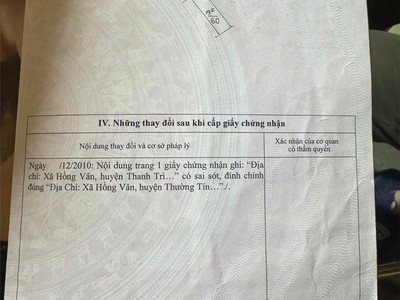 60
IV. Những thay đổi sau khi cấp giấy chứng nhận
Nội dung thay đổi và cơ sở pháp lý
Xác nhận của cơ quan
có thẩm quyền
Ngày /12/2010: Nội dung trang 1 giấy chứng nhận ghi: “Địa
chỉ: Xã Hồng Vân, huyện Thanh Trì…” có sai sót, đính chính
đúng “Địa Chỉ: Xã Hồng Vân, huyện Thường Tín…”./.